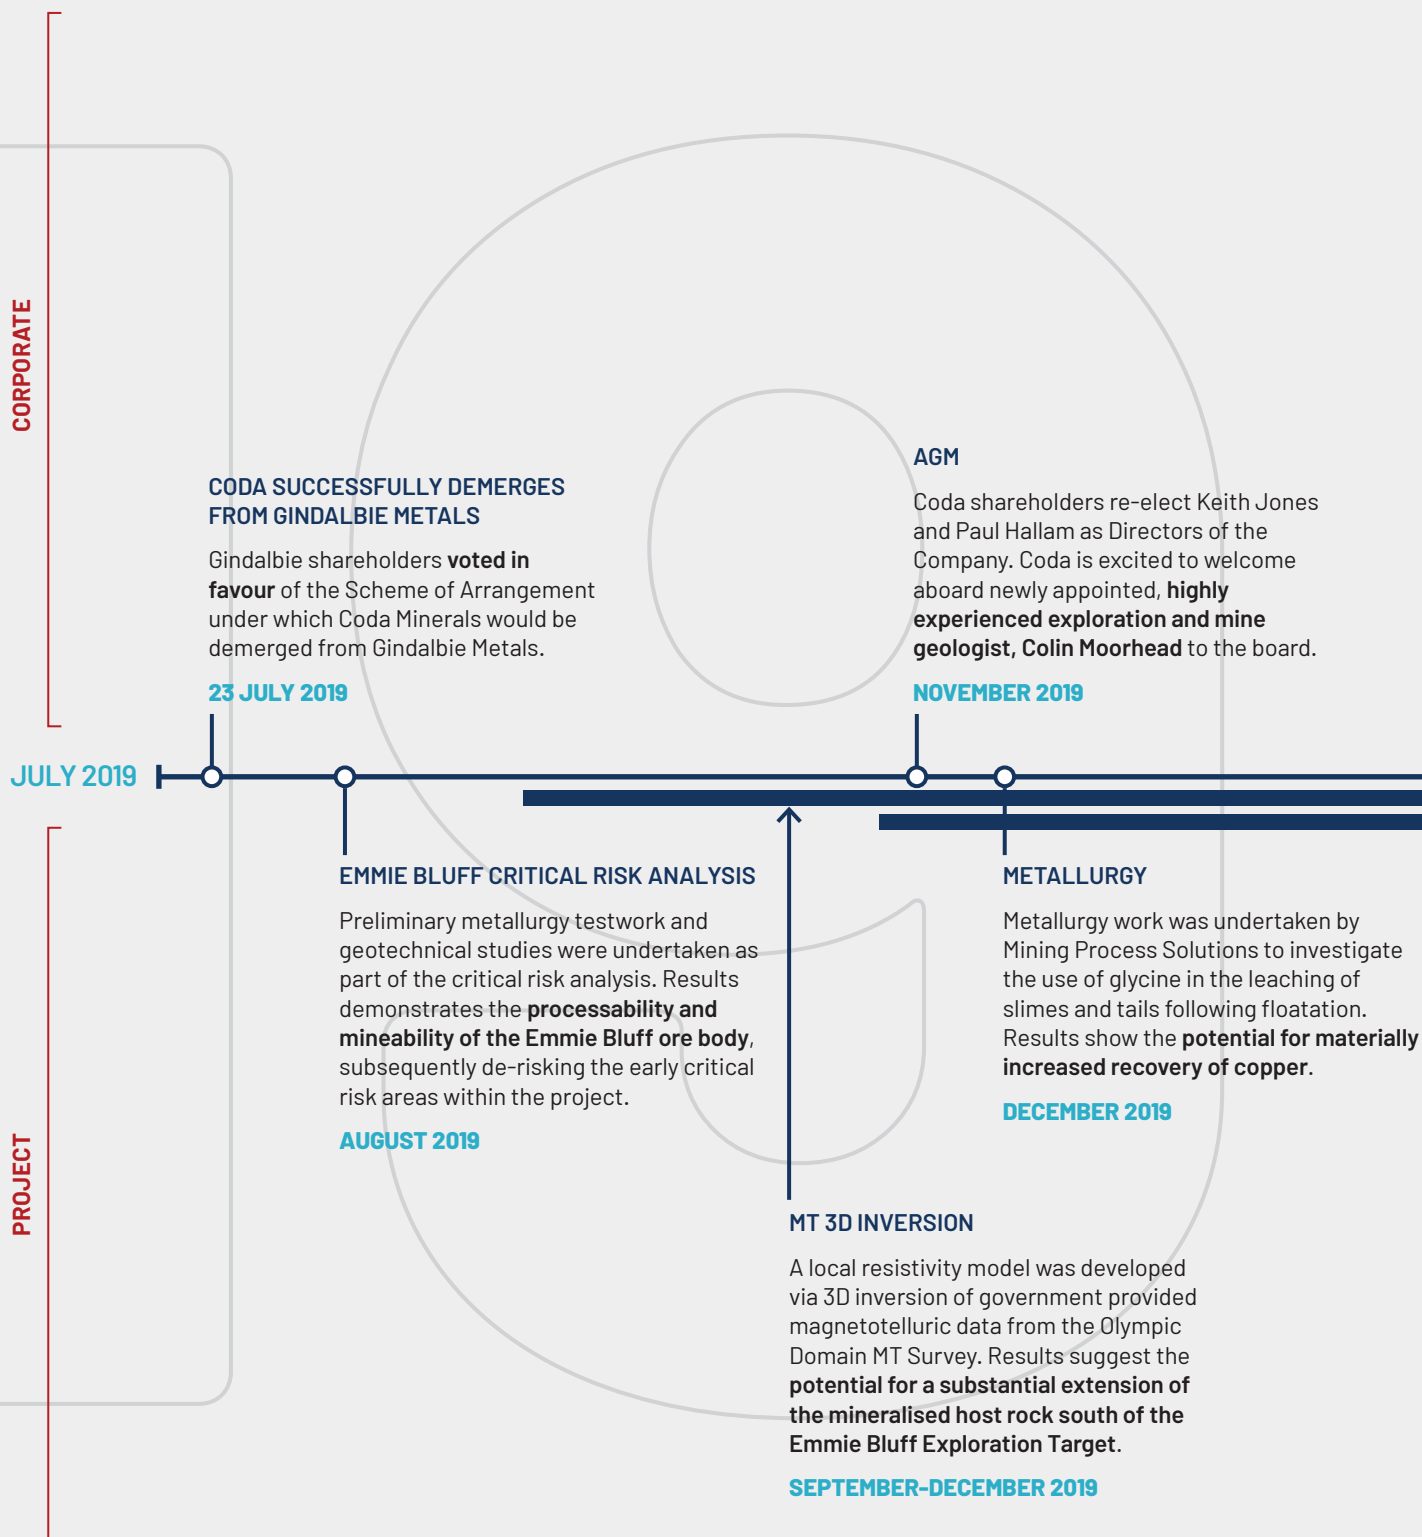 CORPORATE
CODA SUCCESSFULLY DEMERGES
FROM GINDALBIE METALS
Gindalbie shareholders voted in
favour of the Scheme of Arrangement
under which Coda Minerals would be
demerged from Gindalbie Metals.
23 JULY 2019
AGM
Coda shareholders re-elect Keith Jones
and Paul Hallam as Directors of the
Company. Coda is excited to welcome
aboard newly appointed, highly
experienced exploration and mine
geologist, Colin Moorhead to the board.
NOVEMBER 2019
JULY 2019
PROJECT
EMMIE BLUFF CRITICAL RISK ANALYSIS
Preliminary metallurgy testwork and
geotechnical studies were undertaken as
part of the critical risk analysis. Results
demonstrates the processability and
mineability of the Emmie Bluff ore body,
subsequently de-risking the early critical
risk areas within the project.
AUGUST 2019
METALLURGY
Metallurgy work was undertaken by
Mining Process Solutions to investigate
the use of glycine in the leaching of
slimes and tails following floatation.
Results show the potential for materially
increased recovery of copper.
DECEMBER 2019
MT 3D INVERSION
A local resistivity model was developed
via 3D inversion of government provided
magnetotelluric data from the Olympic
Domain MT Survey. Results suggest the
potential for a substantial extension of
the mineralised host rock south of the
Emmie Bluff Exploration Target.
SEPTEMBER-DECEMBER 2019